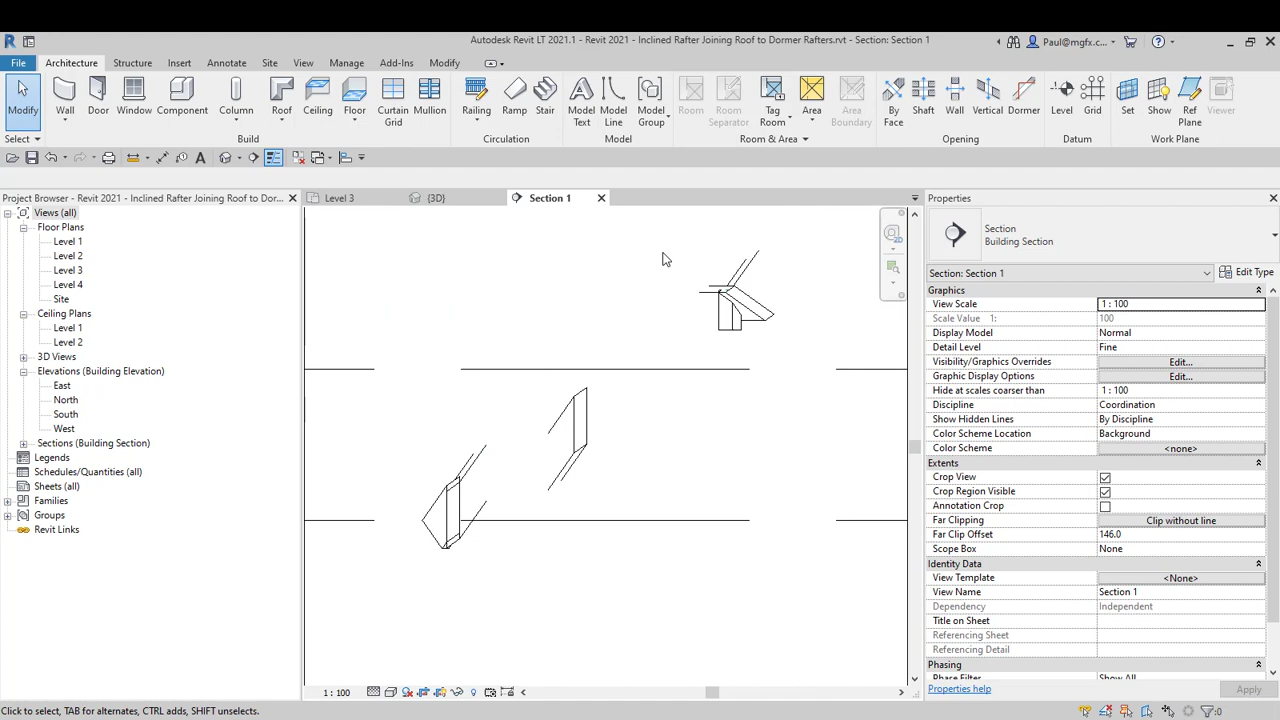 Autodesk Revit LT 2021.1 - Revit 2021 - Inclined Rafter Joining Roof to Dormer Rafters.rvt - Section: Section 1
Paul@mgfx.c...
File Architecture Structure Insert Annotate Site View Manage Add-Ins Modify
Modify Wall Door Window Component Column Roof Ceiling Floor Curtain Grid Mullion Railing Ramp Stair Model Text Model Line Model Group Room Room Separator Tag Room Area Area Boundary By Face Shaft Wall Vertical Dormer Level Grid Set Show Ref Plane Viewer
Select Build Circulation Model Room & Area Opening Datum Work Plane
Project Browser - Revit 2021 - Inclined Rafter Joining Roof to Dor...
Level 3 {3D} Section 1
Properties
Views (all)
Floor Plans
Level 1
Level 2
Level 3
Level 4
Site
Ceiling Plans
Level 1
Level 2
3D Views
Elevations (Building Elevation)
East
North
South
West
Sections (Building Section)
Legends
Schedules/Quantities (all)
Sheets (all)
Families
Groups
Revit Links
2D
Section
Building Section
Section: Section 1 Edit Type
Graphics
View Scale 1 : 100
Scale Value 1: 100
Display Model Normal
Detail Level Fine
Visibility/Graphics Overrides Edit...
Graphic Display Options Edit...
Hide at scales coarser than 1 : 100
Discipline Coordination
Show Hidden Lines By Discipline
Color Scheme Location Background
Color Scheme <none>
Extents
Crop View
Crop Region Visible
Annotation Crop
Far Clipping Clip without line
Far Clip Offset 146.0
Scope Box None
Identity Data
View Template <None>
View Name Section 1
Dependency Independent
Title on Sheet
Referencing Sheet
Referencing Detail
Phasing
Phase Filter Show All
Properties help Apply
1 : 100
Click to select, TAB for alternates, CTRL adds, SHIFT unselects.
:0